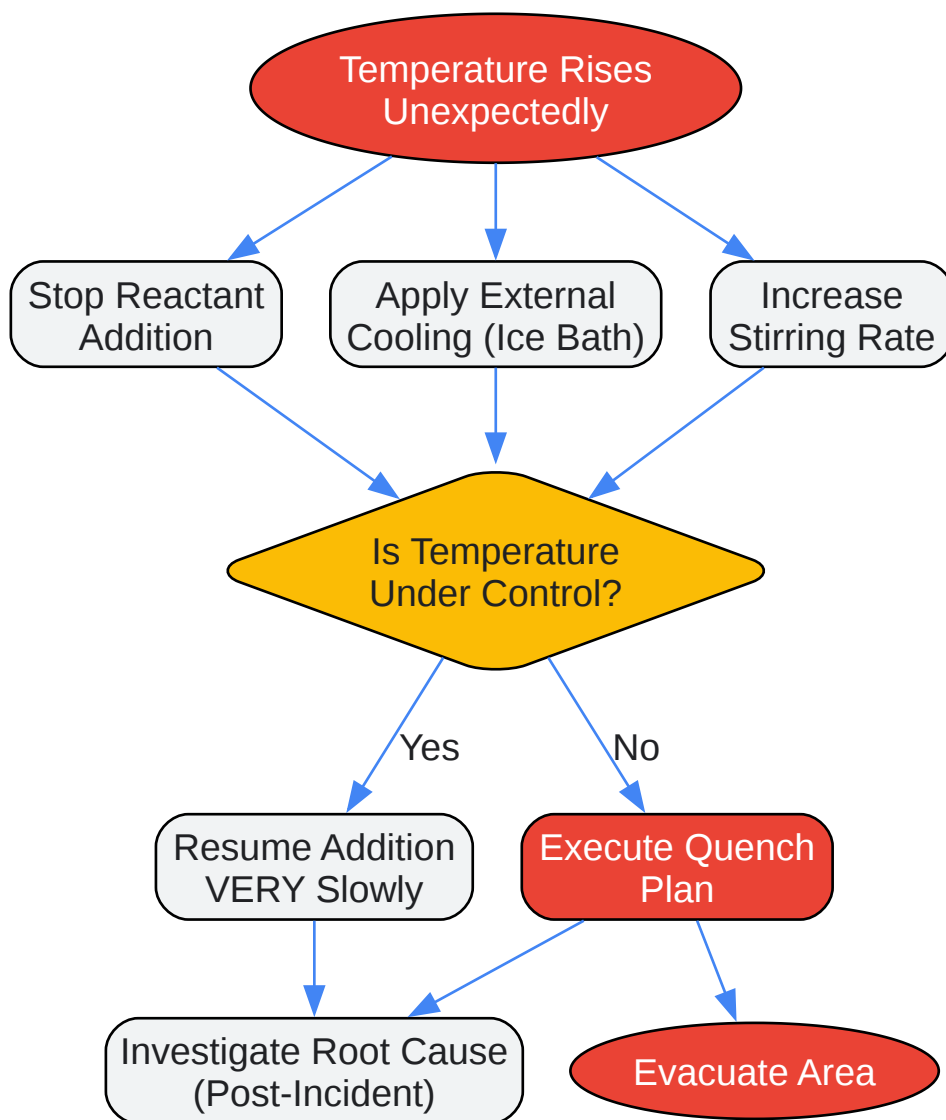 Temperature Rises
Unexpectedly
Stop Reactant
Addition
Apply External
Cooling (Ice Bath)
Increase
Stirring Rate
Is Temperature
Under Control?
Yes
No
Resume Addition
VERY Slowly
Execute Quench
Plan
Investigate Root Cause
(Post-Incident)
Evacuate Area